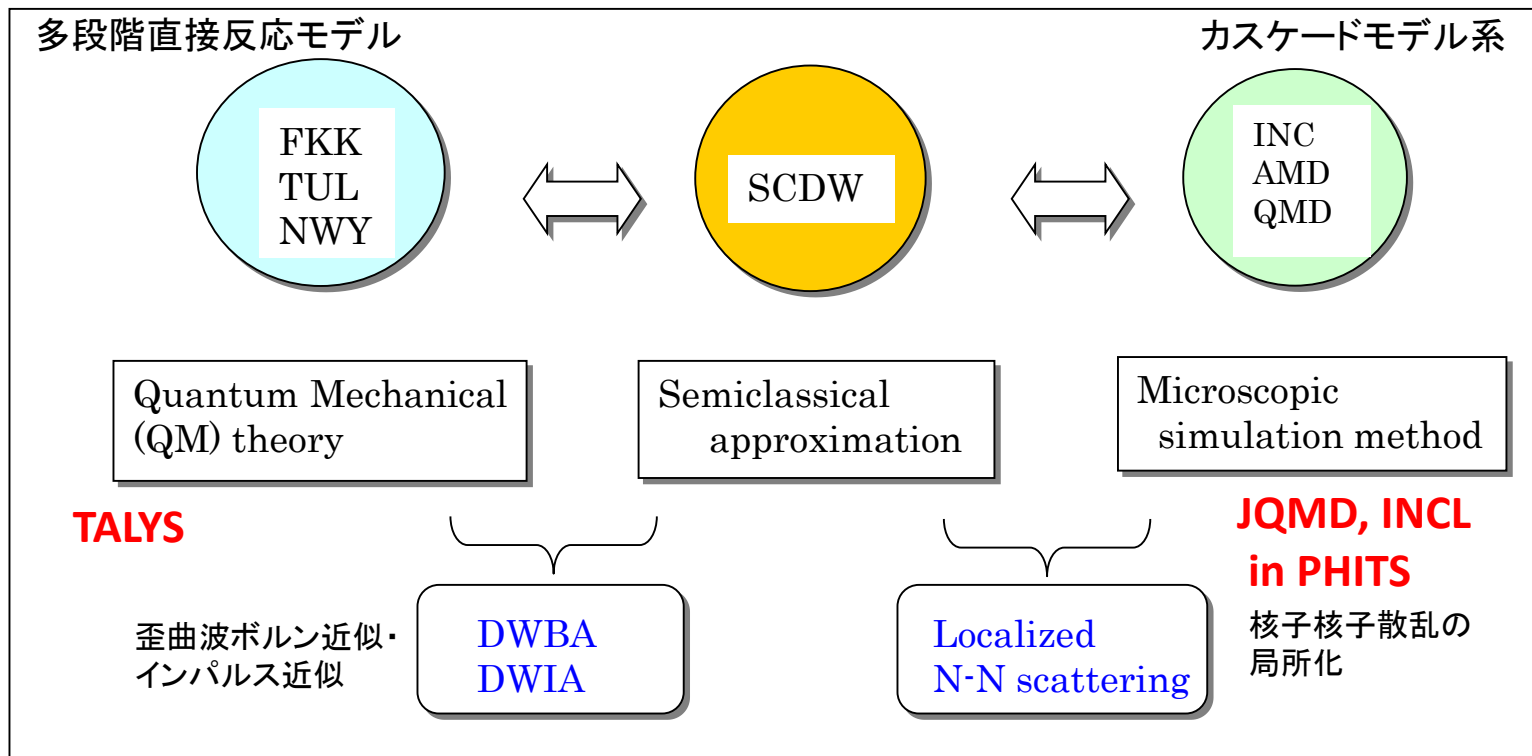 多段階直接反応モデル
カスケードモデル系
FKK
TUL
NWY
SCDW
INC
AMD
QMD
Quantum Mechanical
(QM) theory
Semiclassical
approximation
Microscopic
simulation method
TALYS
JQMD, INCL
in PHITS
歪曲波ボルン近似・
インパルス近似
DWBA
DWIA
Localized
N-N scattering
核子核子散乱の
局所化